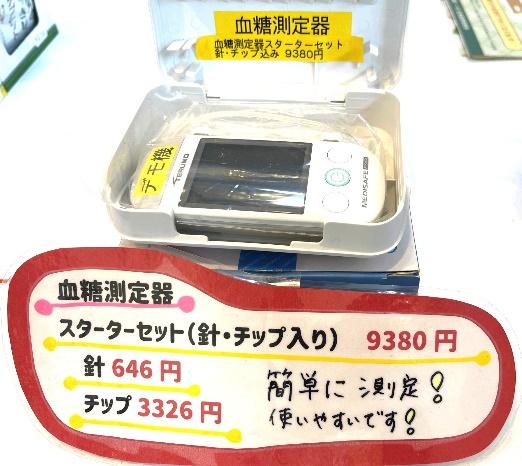 血糖測定器
血糖測定器スターターセット
針・チップ込み 9380円
デモ機
TERUMO
MEDISAFE
血糖測定器
スターターセット(針・チップ入り) 9380円
針 646円
チップ 3326円
簡単に測定!
使いやすいです!